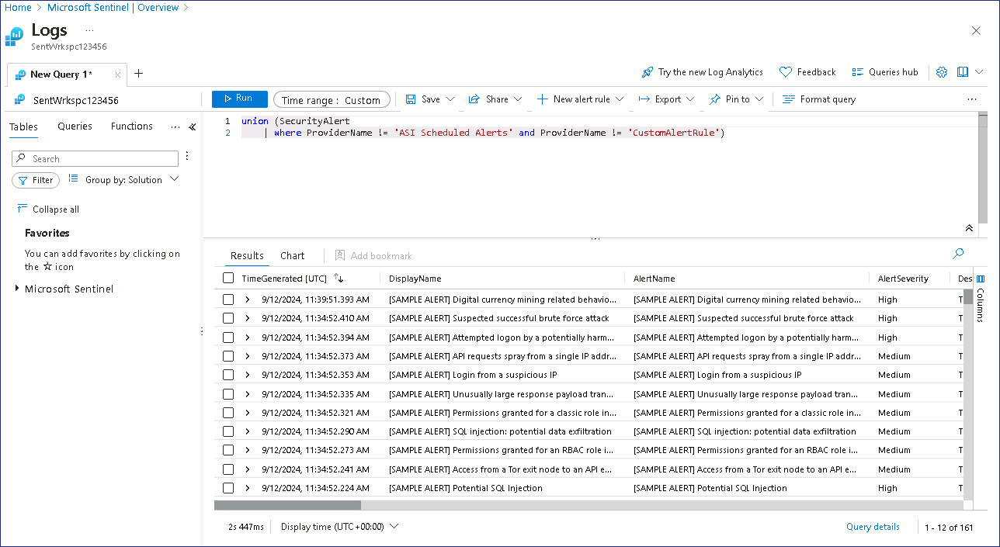 Home > Microsoft Sentinel | Overview >
Logs ...
SentWrkspc123456
New Query 1*
Try the new Log Analytics
Feedback
Queries hub
SentWrkspc123456
Run
Time range : Custom
Save
Share
New alert rule
Export
Pin to
Format query
...
Tables
Queries
Functions
...
Search
Filter
Group by: Solution
Collapse all
Favorites
You can add favorites by clicking on
the ☆ icon
Microsoft Sentinel
1 union (SecurityAlert
2 | where ProviderName != 'ASI Scheduled Alerts' and ProviderName != 'CustomAlertRule')
Results
Chart
Add bookmark
TimeGenerated [UTC] DisplayName AlertName AlertSeverity Des
9/12/2024, 11:39:51.393 AM [SAMPLE ALERT] Digital currency mining related behavio... [SAMPLE ALERT] Digital currency mining related behavio... High T
9/12/2024, 11:34:52.410 AM [SAMPLE ALERT] Suspected successful brute force attack [SAMPLE ALERT] Suspected successful brute force attack High T
9/12/2024, 11:34:52.394 AM [SAMPLE ALERT] Attempted logon by a potentially harm... [SAMPLE ALERT] Attempted logon by a potentially harm... High T
9/12/2024, 11:34:52.373 AM [SAMPLE ALERT] API requests spray from a single IP addr... [SAMPLE ALERT] API requests spray from a single IP addr... Medium T
9/12/2024, 11:34:52.353 AM [SAMPLE ALERT] Login from a suspicious IP [SAMPLE ALERT] Login from a suspicious IP Medium T
9/12/2024, 11:34:52.335 AM [SAMPLE ALERT] Unusually large response payload tran... [SAMPLE ALERT] Unusually large response payload tran... Medium T
9/12/2024, 11:34:52.321 AM [SAMPLE ALERT] Permissions granted for a classic role in... [SAMPLE ALERT] Permissions granted for a classic role in... Medium T
9/12/2024, 11:34:52.290 AM [SAMPLE ALERT] SQL injection: potential data exfiltration [SAMPLE ALERT] SQL injection: potential data exfiltration Medium T
9/12/2024, 11:34:52.273 AM [SAMPLE ALERT] Permissions granted for an RBAC role i... [SAMPLE ALERT] Permissions granted for an RBAC role i... Medium T
9/12/2024, 11:34:52.241 AM [SAMPLE ALERT] Access from a Tor exit node to an API e... [SAMPLE ALERT] Access from a Tor exit node to an API e... Medium T
9/12/2024, 11:34:52.224 AM [SAMPLE ALERT] Potential SQL Injection [SAMPLE ALERT] Potential SQL Injection High T
Columns
2s 447ms
Display time (UTC+00:00)
Query details
1 - 12 of 161